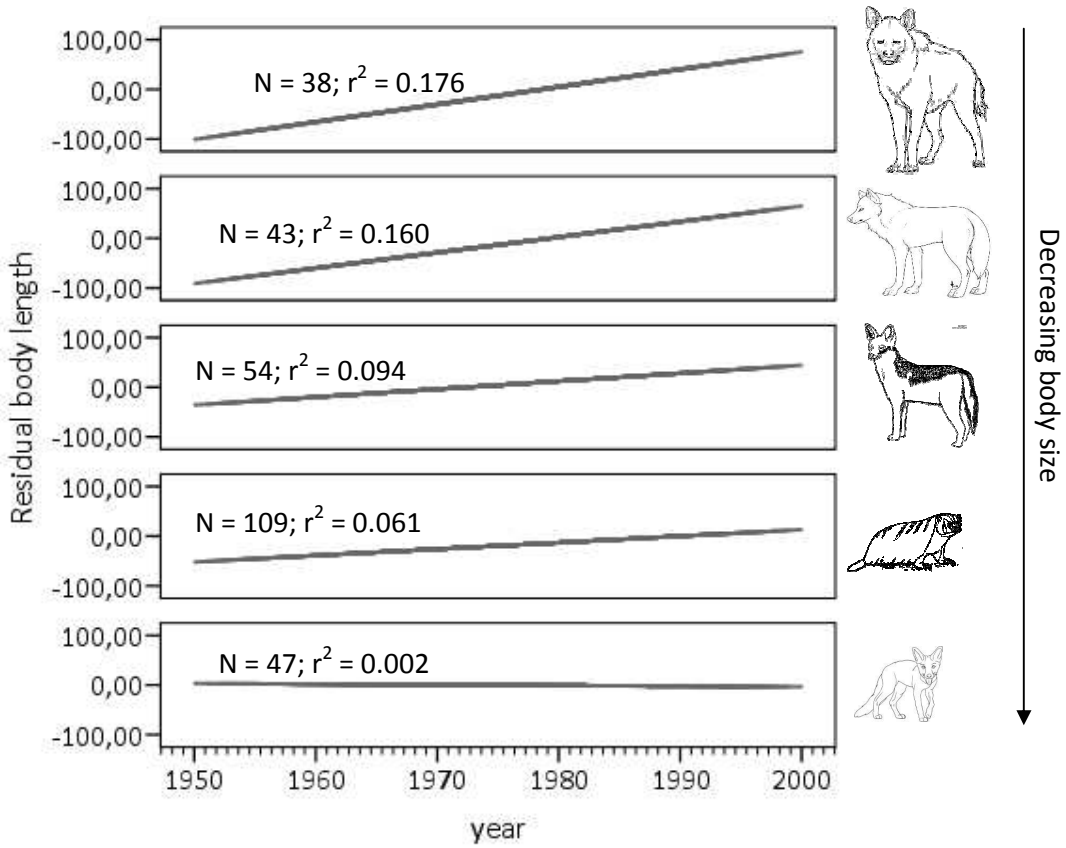 100,00
0,00
-100,00
N = 38; r² = 0.176
100,00
0,00
-100,00
N = 43; r² = 0.160
100,00
0,00
-100,00
N = 54; r² = 0.094
100,00
0,00
-100,00
N = 109; r² = 0.061
100,00
0,00
-100,00
N = 47; r² = 0.002
1950 1960 1970 1980 1990 2000
year
Residual body length
Decreasing body size